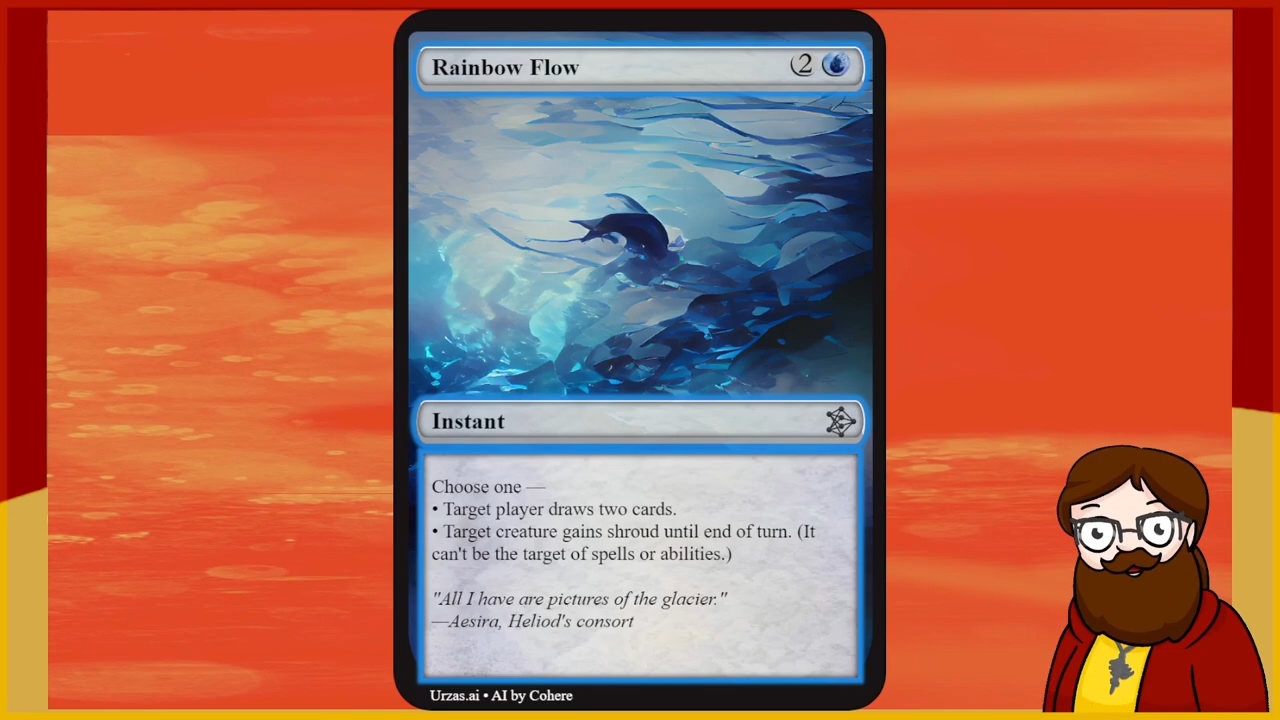 Rainbow Flow
2
Instant
Choose one —
• Target player draws two cards.
• Target creature gains shroud until end of turn. (It
can't be the target of spells or abilities.)
"All I have are pictures of the glacier."
—Aesira, Heliod's consort
Urzas.ai • AI by Cohere